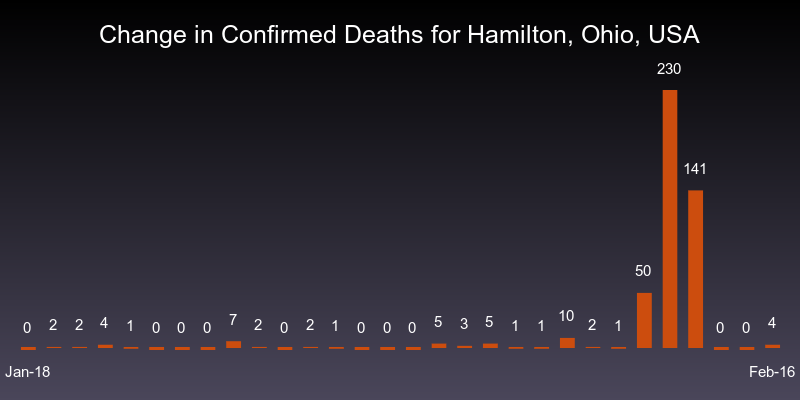 Change in Confirmed Deaths for Hamilton, Ohio, USA
230
141
50
0 2 2 4 1 0 0 0 7 2 0 2 1 0 0 0 5 3 5 1 1 10 2 1 0 0 4
Jan-18 Feb-16